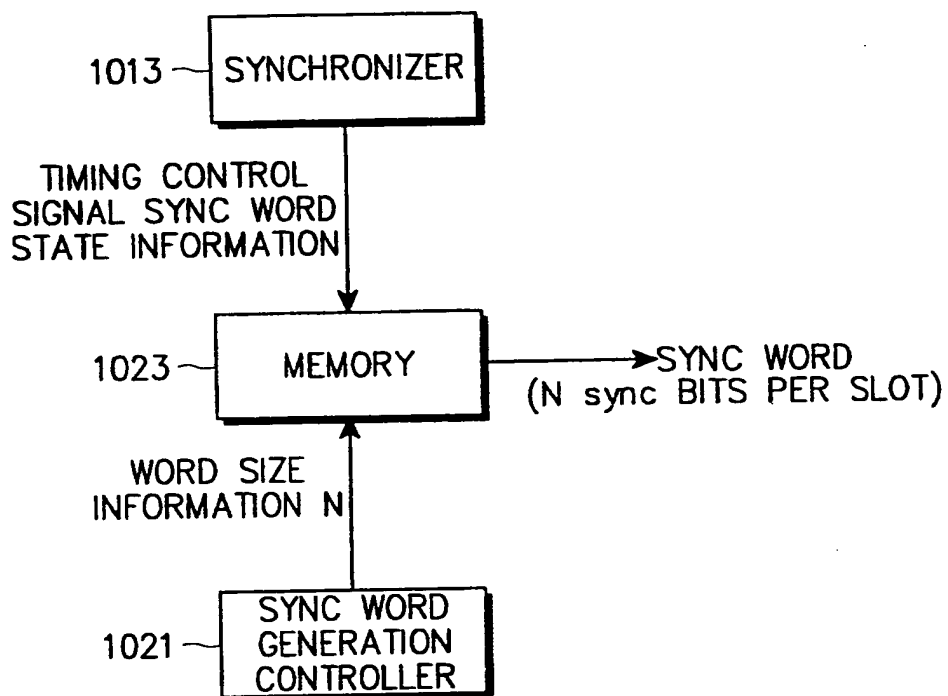 1013
SYNCHRONIZER
TIMING CONTROL
SIGNAL SYNC WORD
STATE INFORMATION
1023
MEMORY
SYNC WORD
(N sync BITS PER SLOT)
WORD SIZE
INFORMATION N
1021
SYNC WORD
GENERATION
CONTROLLER